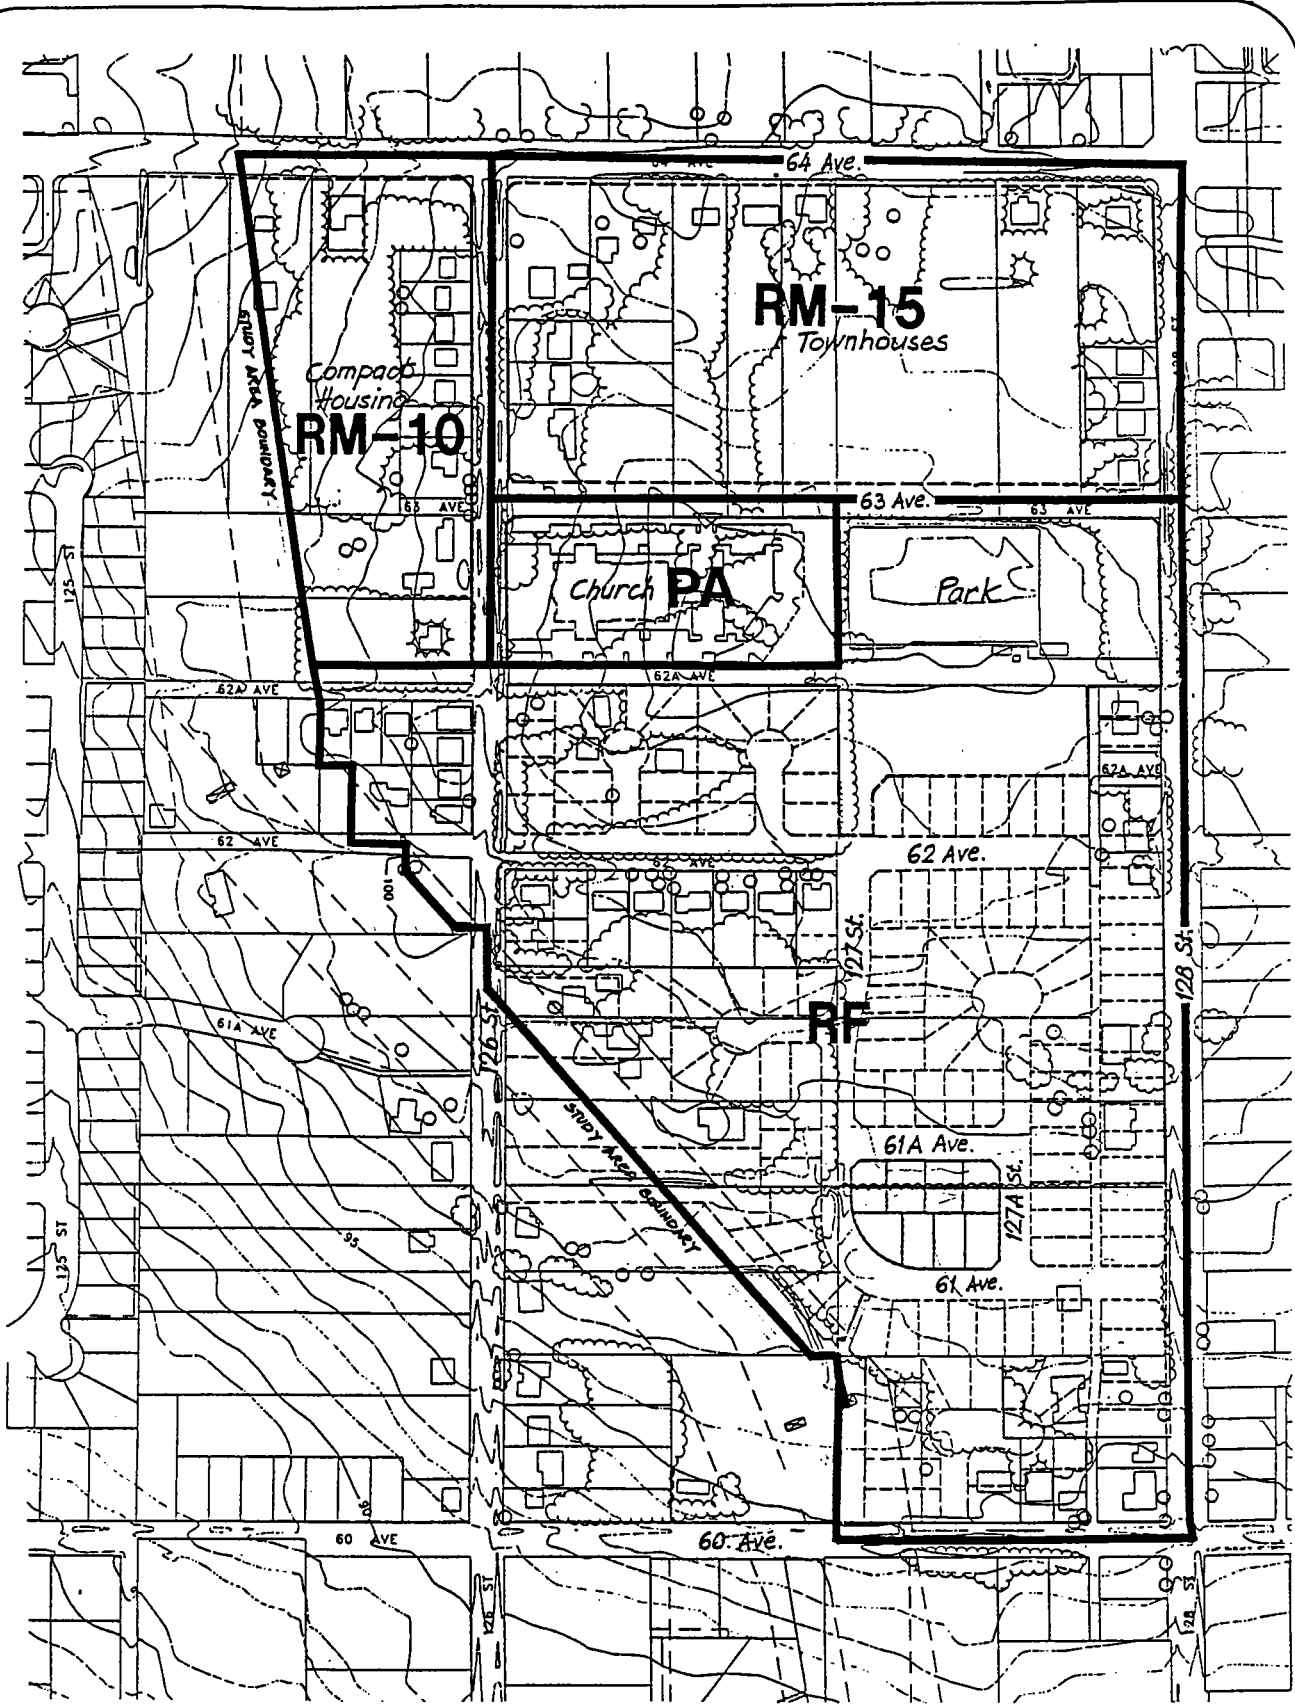 64 AVE
64 Ave.
RM-15
Townhouses
STUDY AREA BOUNDARY
Compact
Housing
RM-10
63 AVE
63 Ave.
63 AVE
125 ST
Church
PA
Park
62A AVE
62A AVE
62A AVE
62 AVE
62 AVE
62 Ave.
100
127 St.
128 St.
RF
61A AVE
126 St.
STUDY AREA BOUNDARY
61A Ave.
127A St.
125 ST
95
61 Ave.
90
60 AVE
60 Ave.
126 ST
128 ST